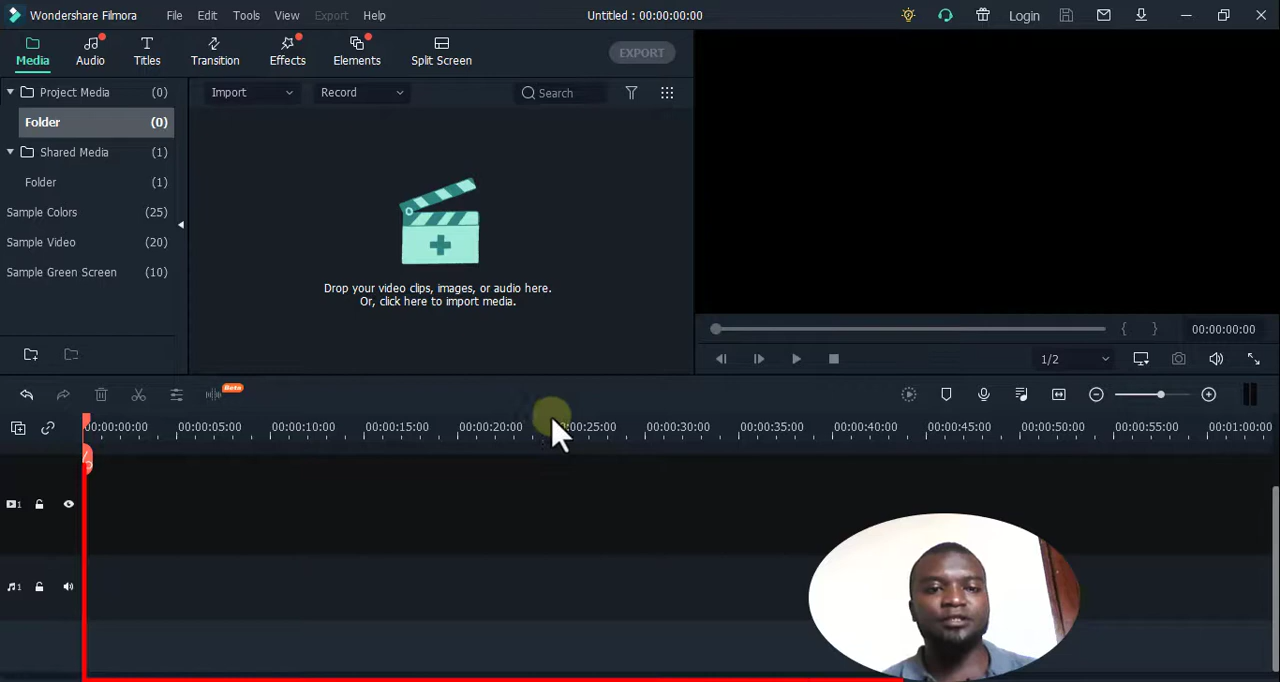 Wondershare Filmora File Edit Tools View Export Help Untitled : 00:00:00:00 Login
Media Audio Titles Transition Effects Elements Split Screen EXPORT
Project Media (0)
Folder (0)
Shared Media (1)
Folder (1)
Sample Colors (25)
Sample Video (20)
Sample Green Screen (10)
Import Record Search
Drop your video clips, images, or audio here.
Or, click here to import media.
{ } 00:00:00:00
1/2
Beta
00:00:00:00 00:00:05:00 00:00:10:00 00:00:15:00 00:00:20:00 00:00:25:00 00:00:30:00 00:00:35:00 00:00:40:00 00:00:45:00 00:00:50:00 00:00:55:00 00:01:00:00
1
1